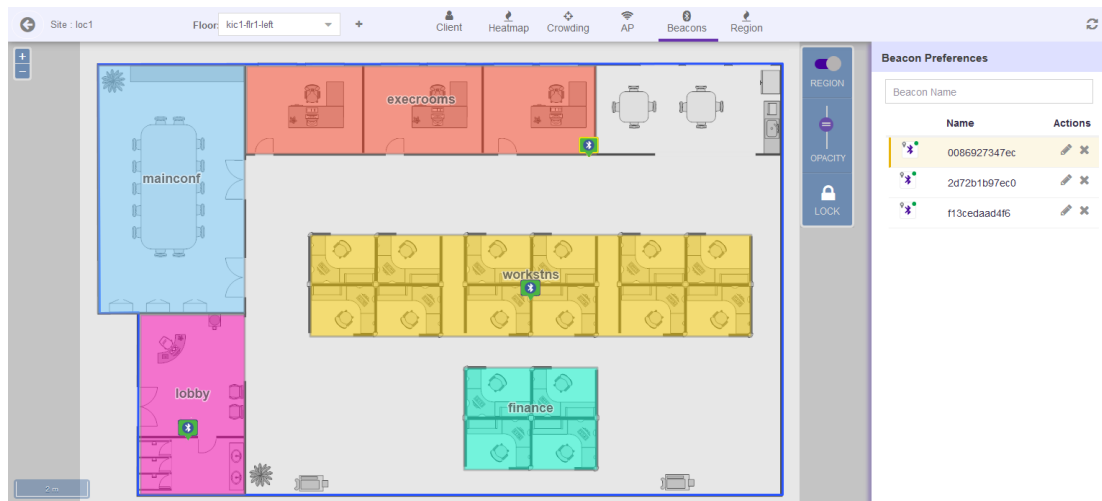 Site : loc1
Floor: kic1-flr1-left
+
Client
Heatmap
Crowding
AP
Beacons
Region
+
−
mainconf
execrooms
workstns
lobby
finance
2 m
REGION
OPACITY
LOCK
Beacon Preferences
Beacon Name
Name Actions
0086927347ec
2d72b1b97ec0
f13cedaad4f6